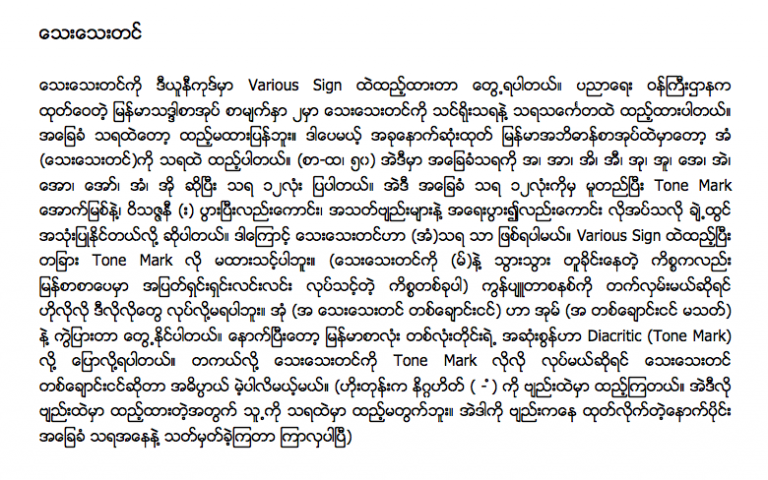 သေးသေးတင်
သေးသေးတင်ကို ဒီယူနီကုဒ်မှာ Various Sign ထဲထည့်ထားတာ တွေ့ရပါတယ်။ ပညာရေး ဝန်ကြီးဌာနက
ထုတ်ဝေတဲ့ မြန်မာသဒ္ဒါစာအုပ် စာမျက်နှာ ၂မှာ သေးသေးတင်ကို သင်ရိုးသရနဲ့ သရသင်္ကေတထဲ ထည့်ထားပါတယ်။
အခြေခံ သရထဲတော့ ထည့်မထားပြန်ဘူး။ ဒါပေမယ့် အခုနောက်ဆုံးထုတ် မြန်မာအဘိဓာန်စာအုပ်ထဲမှာတော့ အံ
(သေးသေးတင်)ကို သရထဲ ထည့်ပါတယ်။ (စာ-ထ၊ ၅၀) အဲဒီမှာ အခြေခံသရကို အ၊ အာ၊ အိ၊ အီ၊ အု၊ အူ၊ အေ၊ အဲ၊
အော၊ အော်၊ အံ၊ အို ဆိုပြီး သရ ၁၂လုံး ပြပါတယ်။ အဲဒီ အခြေခံ သရ ၁၂လုံးကိုမှ မူတည်ပြီး Tone Mark
အောက်မြစ်နဲ့၊ ဝိသဇ္ဇနီ (း) ပွားပြီးလည်းကောင်း၊ အသတ်ဗျည်းများနဲ့ အရေးပွား၍လည်းကောင်း လိုအပ်သလို ချဲ့ထွင်
အသုံးပြုနိုင်တယ်လို့ ဆိုပါတယ်။ ဒါကြောင့် သေးသေးတင်ဟာ (အံ)သရ သာ ဖြစ်ရပါမယ်။ Various Sign ထဲထည့်ပြီး
တခြား Tone Mark လို မထားသင့်ပါဘူး။ (သေးသေးတင်ကို (မ်)နဲ့ သွားသွား တူခိုင်းနေတဲ့ ကိစ္စကလည်း
မြန်စာစာပေမှာ အပြတ်ရှင်းရှင်းလင်းလင်း လုပ်သင့်တဲ့ ကိစ္စတစ်ခုပါ) ကွန်ပျူတာစနစ်ကို တက်လှမ်းမယ်ဆိုရင်
ဟိုလိုလို ဒီလိုလိုတွေ လုပ်လို့မရပါဘူး။ အုံ (အ သေးသေးတင် တစ်ချောင်းငင်) ဟာ အုမ် (အ တစ်ချောင်းငင် မသတ်)
နဲ့ ကွဲပြားတာ တွေ့နိုင်ပါတယ်။ နောက်ပြီးတော့ မြန်မာစာလုံး တစ်လုံးတိုင်းရဲ့ အဆုံးစွန်ဟာ Diacritic (Tone Mark)
လို့ ပြောလို့ရပါတယ်။ တကယ်လို့ သေးသေးတင်ကို Tone Mark လိုလို လုပ်မယ်ဆိုရင် သေးသေးတင်
တစ်ချောင်းငင်ဆိုတာ အဓိပ္ပာယ် မဲ့ပါလိမ့်မယ်။ (ဟိုးတုန်းက နိဂ္ဂဟိတ် ( -ံ ) ကို ဗျည်းထဲမှာ ထည့်ကြတယ်။ အဲဒီလို
ဗျည်းထဲမှာ ထည့်ထားတဲ့အတွက် သူ့ကို သရထဲမှာ ထည့်မတွက်ဘူး။ အဲဒါကို ဗျည်းကနေ ထုတ်လိုက်တဲ့နောက်ပိုင်း
အခြေခံ သရအနေနဲ့ သတ်မှတ်ခဲ့ကြတာ ကြာလှပါပြီ)